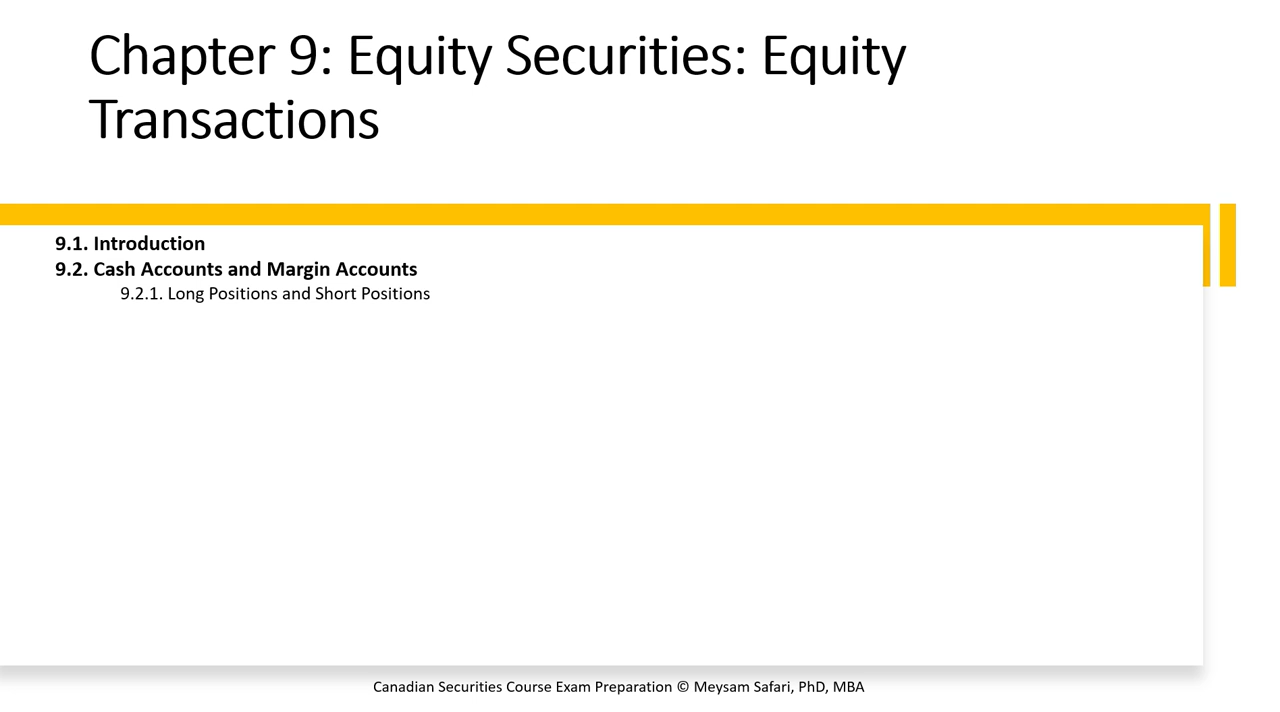 Chapter 9: Equity Securities: Equity
Transactions
9.1. Introduction
9.2. Cash Accounts and Margin Accounts
9.2.1. Long Positions and Short Positions
Canadian Securities Course Exam Preparation © Meysam Safari, PhD, MBA